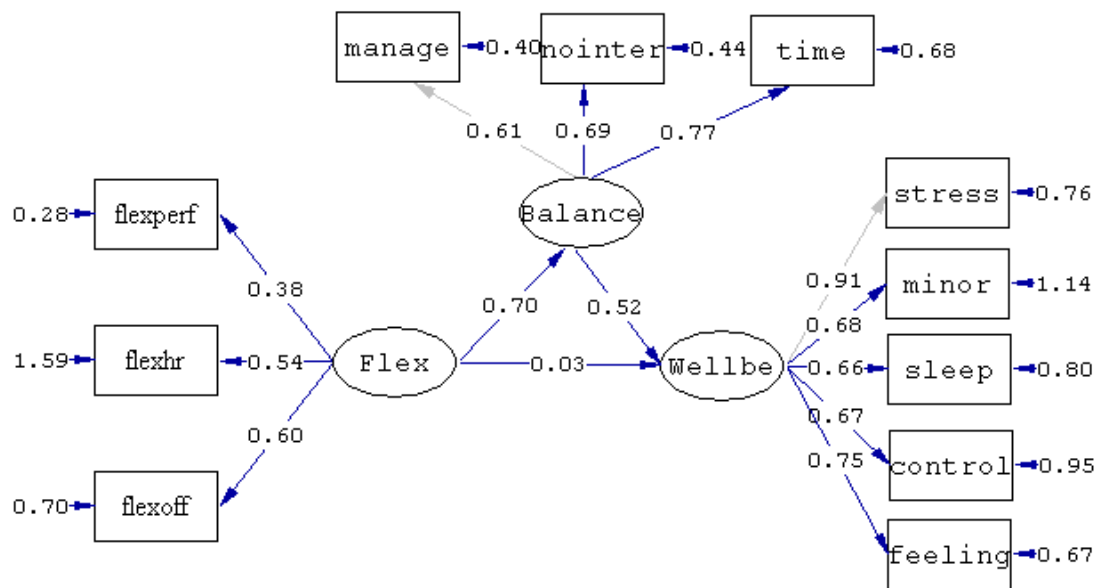 manage 0.40 nointer 0.44 time 0.68
0.61 0.69 0.77
Balance
0.28 flexperf
0.38
1.59 flexhr 0.54
Flex
0.60
0.70 flexoff
0.70 0.52
0.03
Wellbe
0.91 stress 0.76
0.68 minor 1.14
0.66 sleep 0.80
0.67 control 0.95
0.75 feeling 0.67